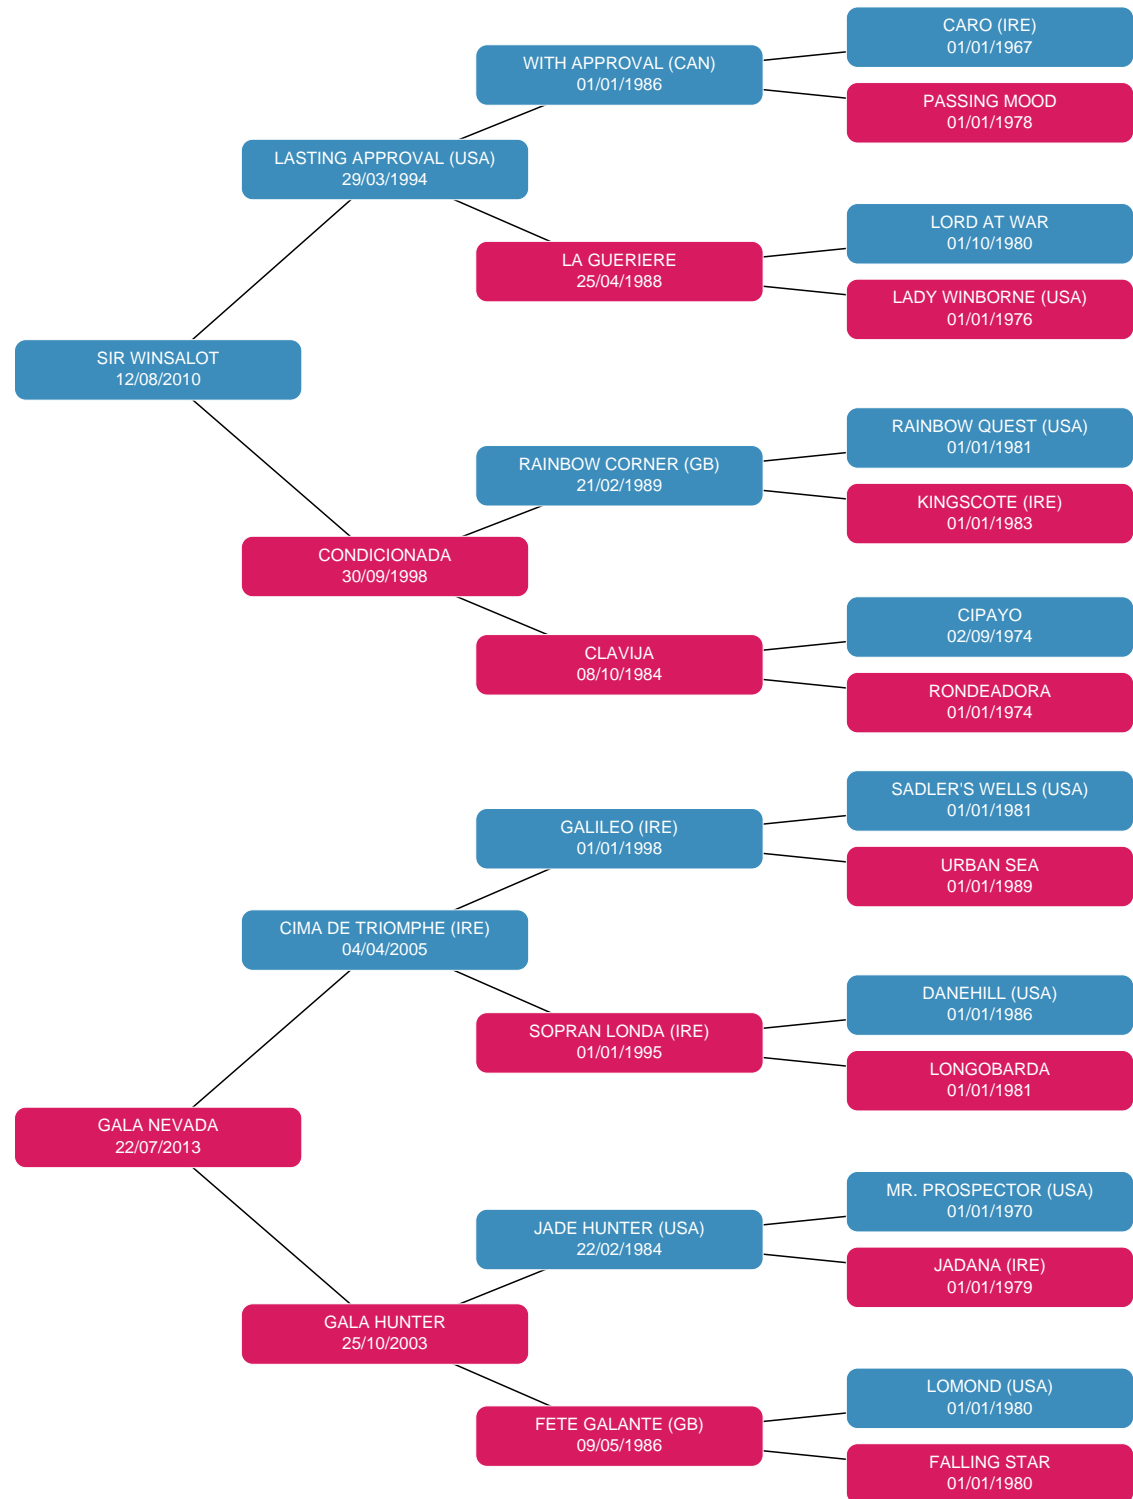 CARO (IRE)
01/01/1967
WITH APPROVAL (CAN)
01/01/1986
PASSING MOOD
01/01/1978
LASTING APPROVAL (USA)
29/03/1994
LORD AT WAR
01/10/1980
LA GUERIERE
25/04/1988
LADY WINBORNE (USA)
01/01/1976
SIR WINSALOT
12/08/2010
RAINBOW QUEST (USA)
01/01/1981
RAINBOW CORNER (GB)
21/02/1989
KINGSCOTE (IRE)
01/01/1983
CONDICIONADA
30/09/1998
CIPAYO
02/09/1974
CLAVIJA
08/10/1984
RONDEADORA
01/01/1974
SADLER'S WELLS (USA)
01/01/1981
GALILEO (IRE)
01/01/1998
URBAN SEA
01/01/1989
CIMA DE TRIOMPHE (IRE)
04/04/2005
DANEHILL (USA)
01/01/1986
SOPRAN LONDA (IRE)
01/01/1995
LONGOBARDA
01/01/1981
GALA NEVADA
22/07/2013
MR. PROSPECTOR (USA)
01/01/1970
JADE HUNTER (USA)
22/02/1984
JADANA (IRE)
01/01/1979
GALA HUNTER
25/10/2003
LOMOND (USA)
01/01/1980
FETE GALANTE (GB)
09/05/1986
FALLING STAR
01/01/1980